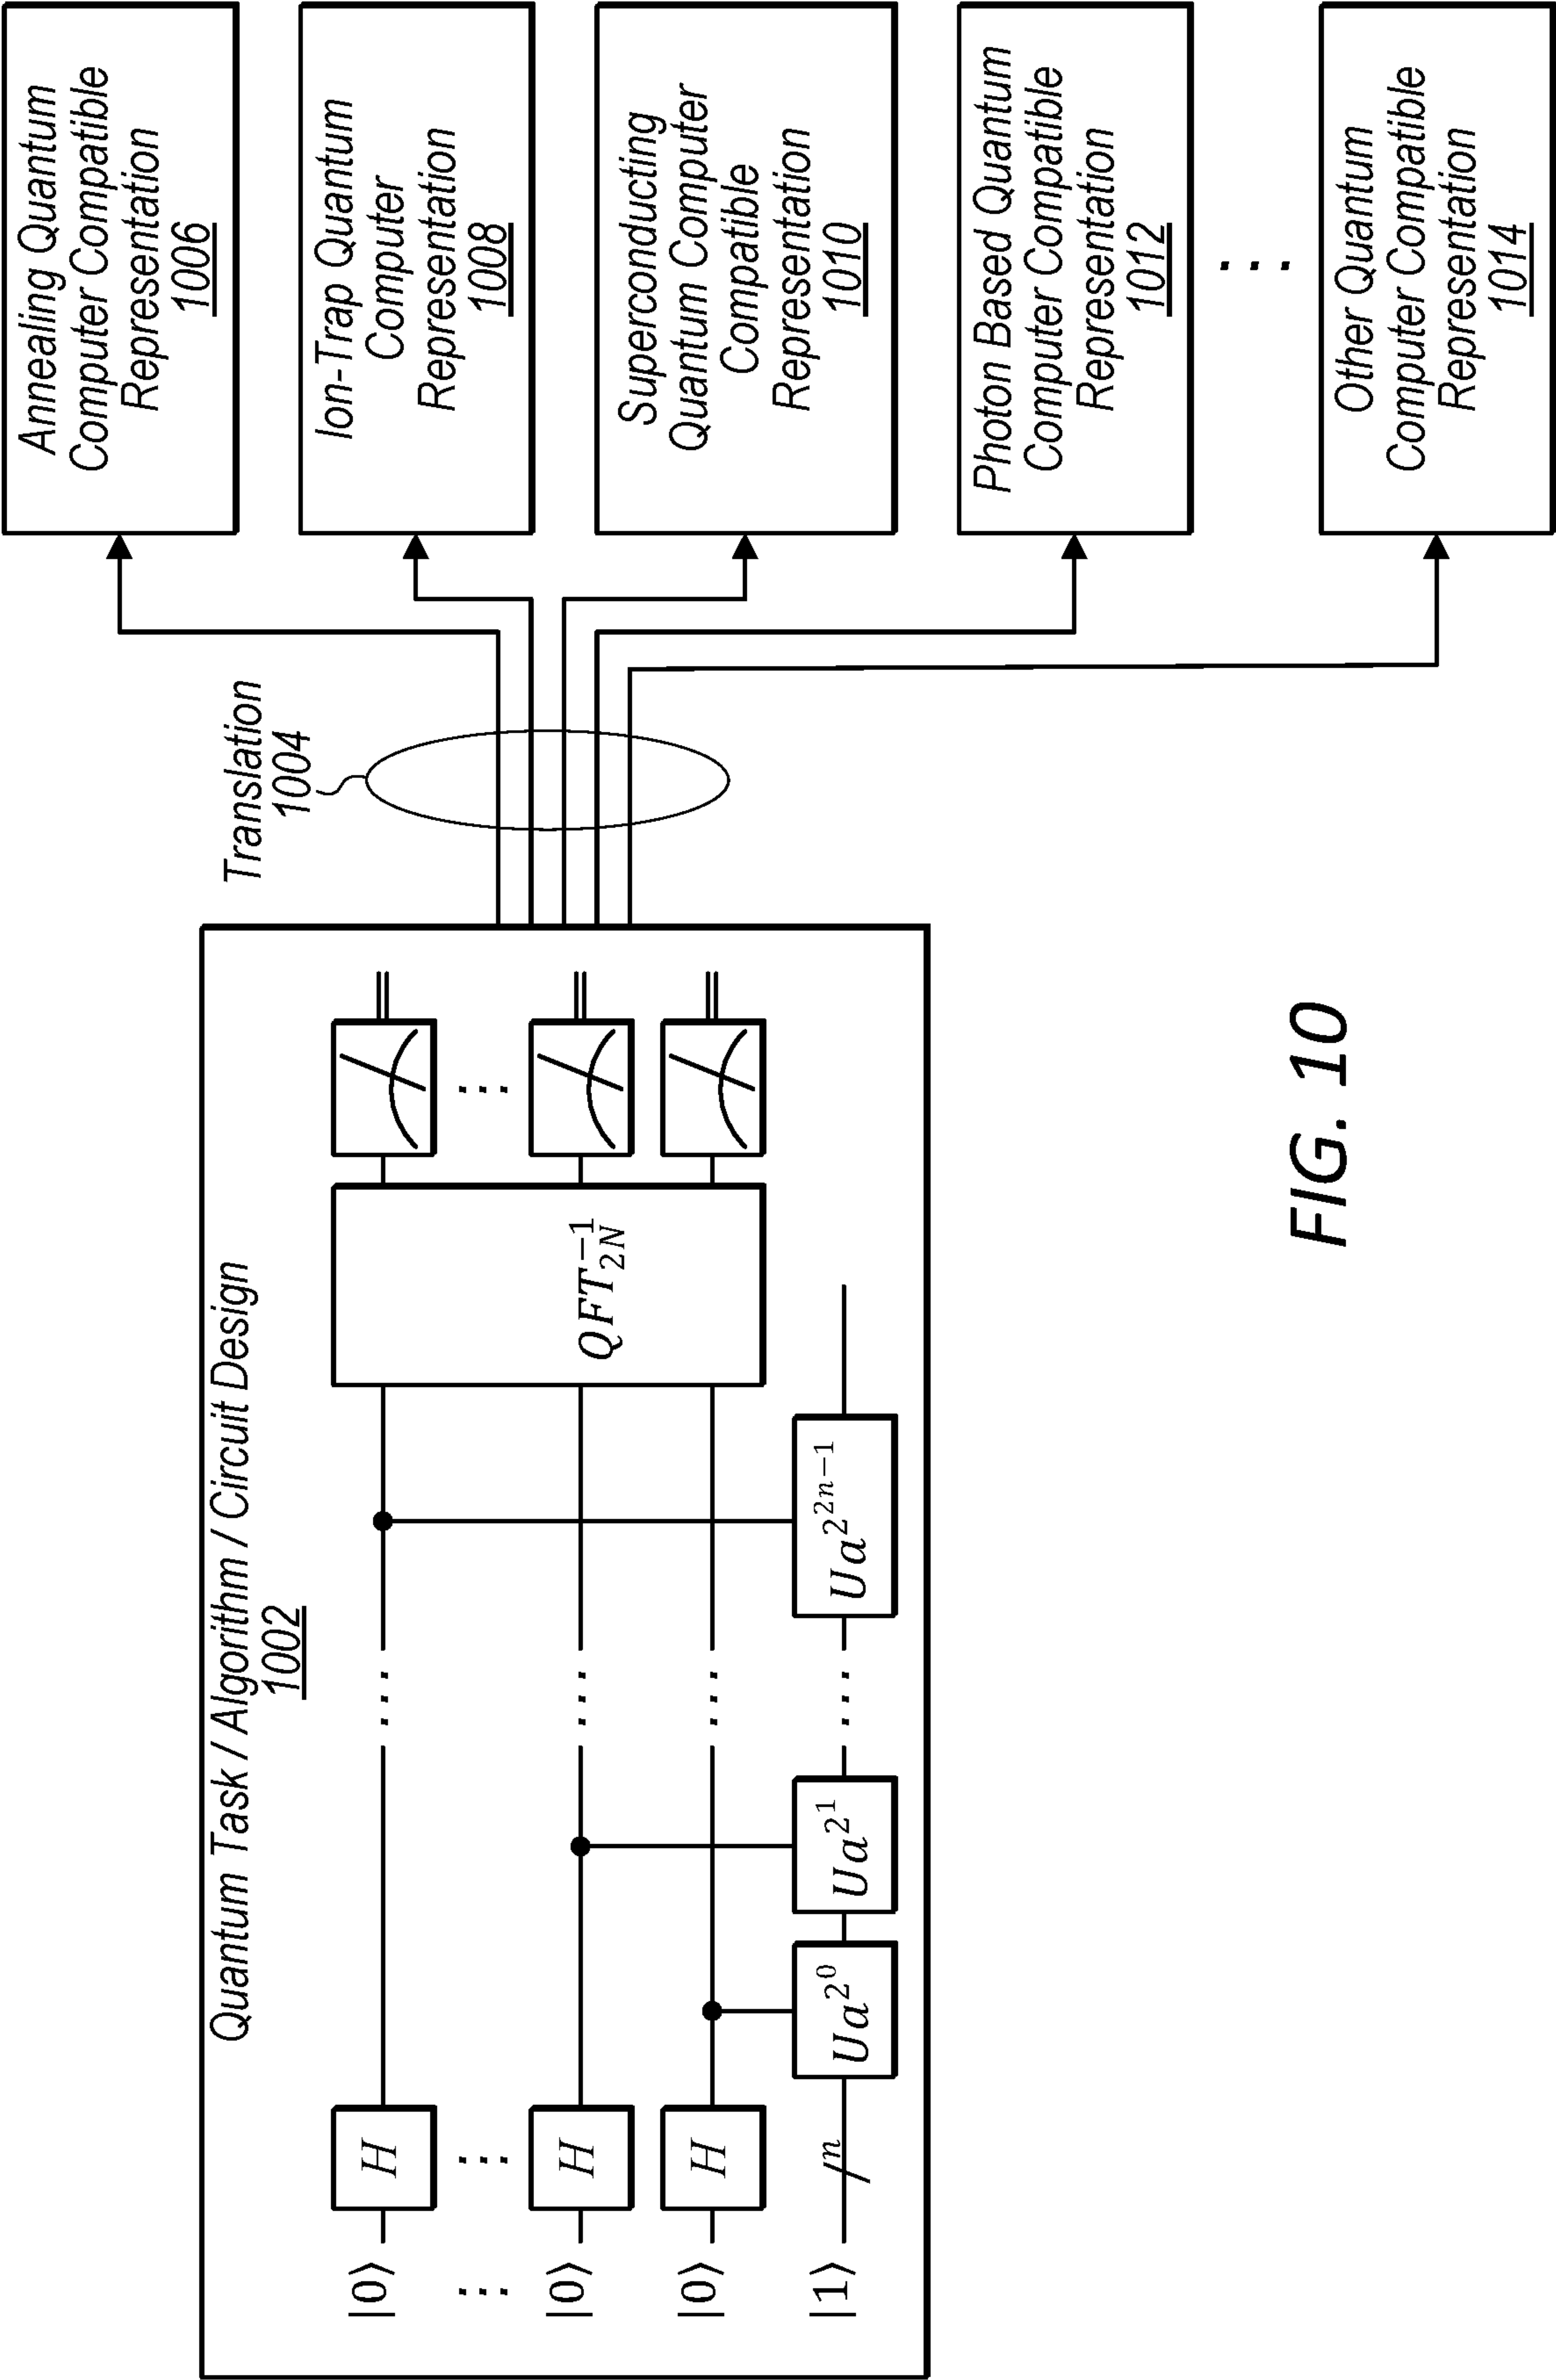 Quantum Task / Algorithm / Circuit Design
1002
|0⟩ H
⋮ ⋮ ⋮
|0⟩ H
|0⟩ H
|1⟩ n
Ua^{2^0} Ua^{2^1} ... Ua^{2^{2n-1}}
QFT_{2N}^{-1}
Translation
1004
Annealing Quantum
Computer Compatible
Representation
1006
Ion-Trap Quantum
Computer
Representation
1008
Superconducting
Quantum Computer
Compatible
Representation
1010
Photon Based Quantum
Computer Compatible
Representation
1012
...
Other Quantum
Computer Compatible
Representation
1014
FIG. 10